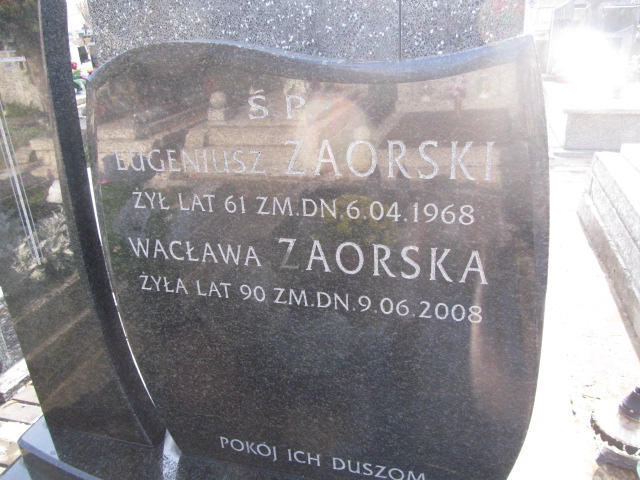 Ś P
EUGENIUSZ ZAORSKI
ŻYŁ LAT 61 ZM.DN.6.04.1968
WACŁAWA ZAORSKA
ŻYŁA LAT 90 ZM.DN.9.06.2008
POKÓJ ICH DUSZOM